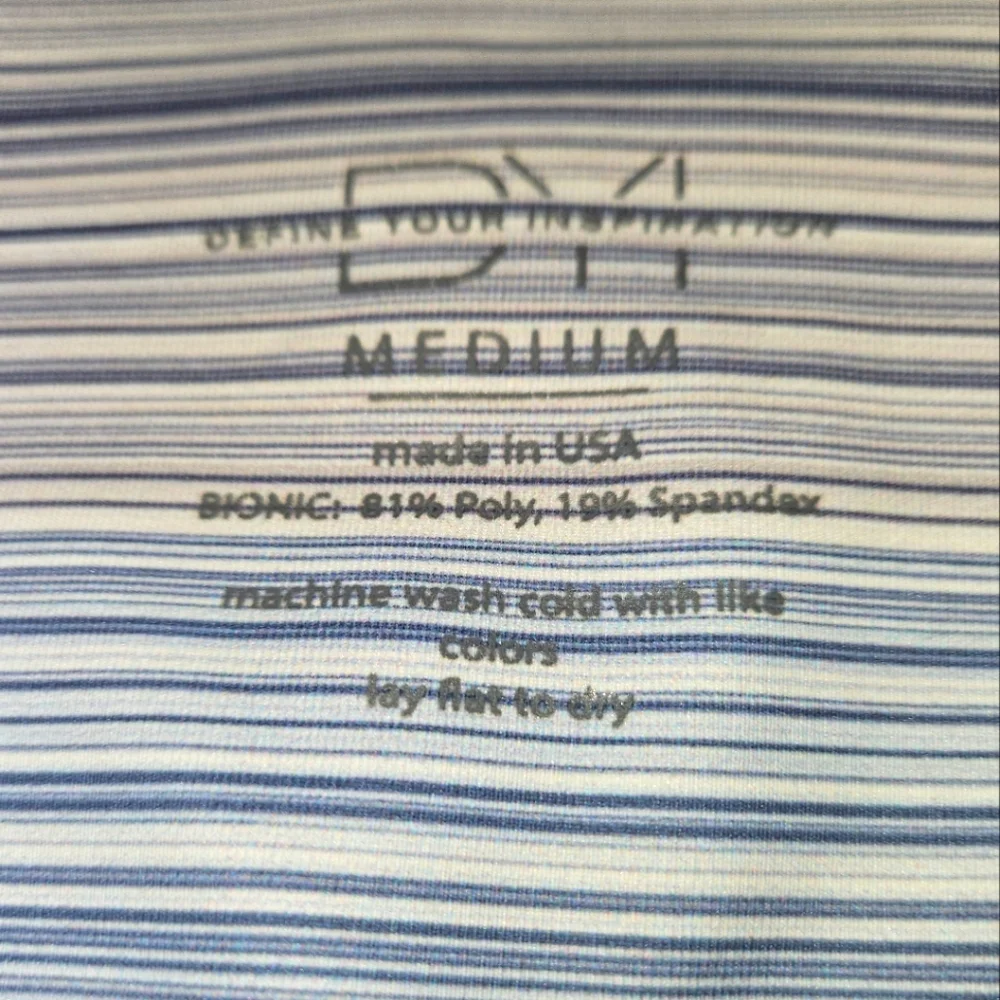 DYI
DEFINE YOUR INSPIRATION
MEDIUM
made in USA
BIONIC: 81% Poly, 19% Spandex
machine wash cold with like
colors
lay flat to dry